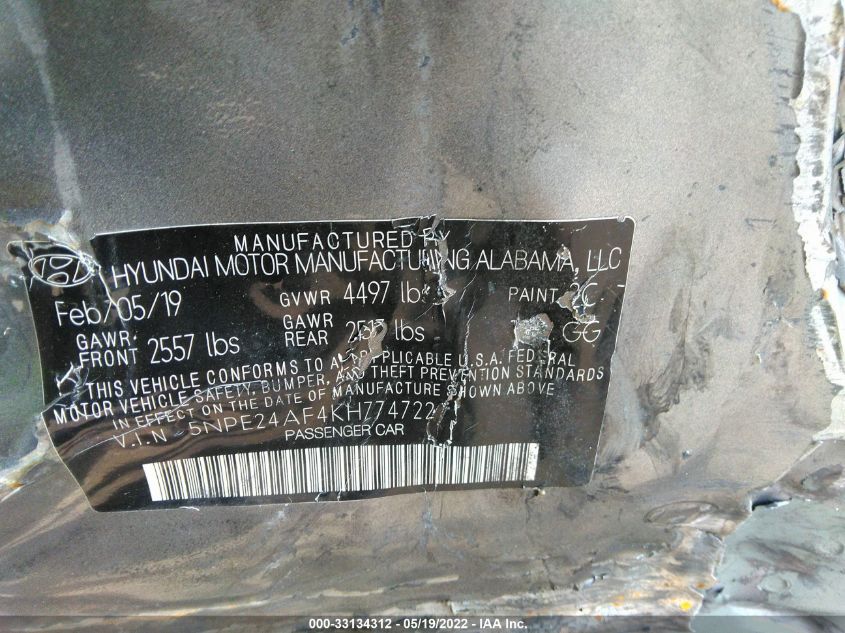 MANUFACTURED BY
HYUNDAI MOTOR MANUFACTURING ALABAMA, LLC
Feb/05/19 GVWR 4497 lbs PAINT 2C
GAWR FRONT 2557 lbs GAWR REAR lbs GG
THIS VEHICLE CONFORMS TO ALL APPLICABLE U.S.A. FEDERAL
MOTOR VEHICLE SAFETY, BUMPER, AND THEFT PREVENTION STANDARDS
IN EFFECT ON THE DATE OF MANUFACTURE SHOWN ABOVE
V.I.N 5NPE24AF4KH774722
PASSENGER CAR
000-33134312 - 05/19/2022 - IAA Inc.